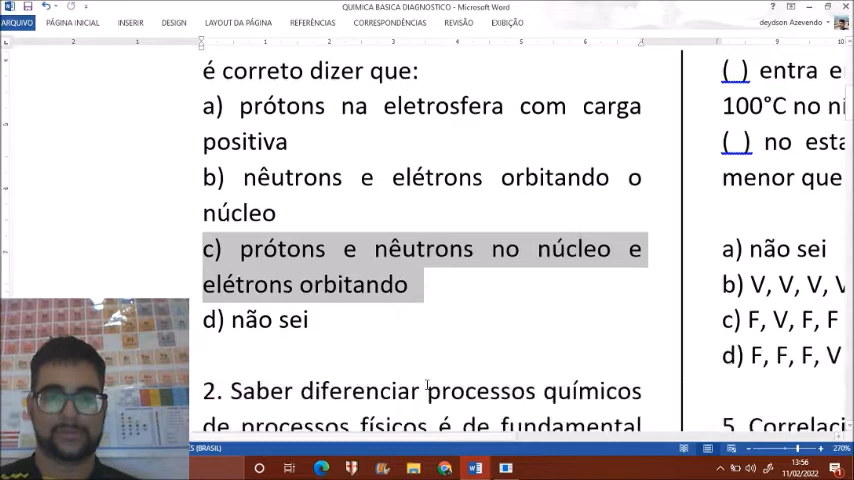 QUIMICA BASICA DIAGNOSTICO - Microsoft Word
ARQUIVO PÁGINA INICIAL INSERIR DESIGN LAYOUT DA PÁGINA REFERÊNCIAS CORRESPONDÊNCIAS REVISÃO EXIBIÇÃO deydson Azevendo
é correto dizer que:
a) prótons na eletrosfera com carga
positiva
b) nêutrons e elétrons orbitando o
núcleo
c) prótons e nêutrons no núcleo e
elétrons orbitando
d) não sei
2. Saber diferenciar processos químicos
de processos físicos é de fundamental
( ) entra e
100°C no ní
( ) no esta
menor que
a) não sei
b) V, V, V, V
c) F, V, F, F
d) F, F, F, V
5. Correlaci
(BRASIL)
270%
13:56
11/02/2022